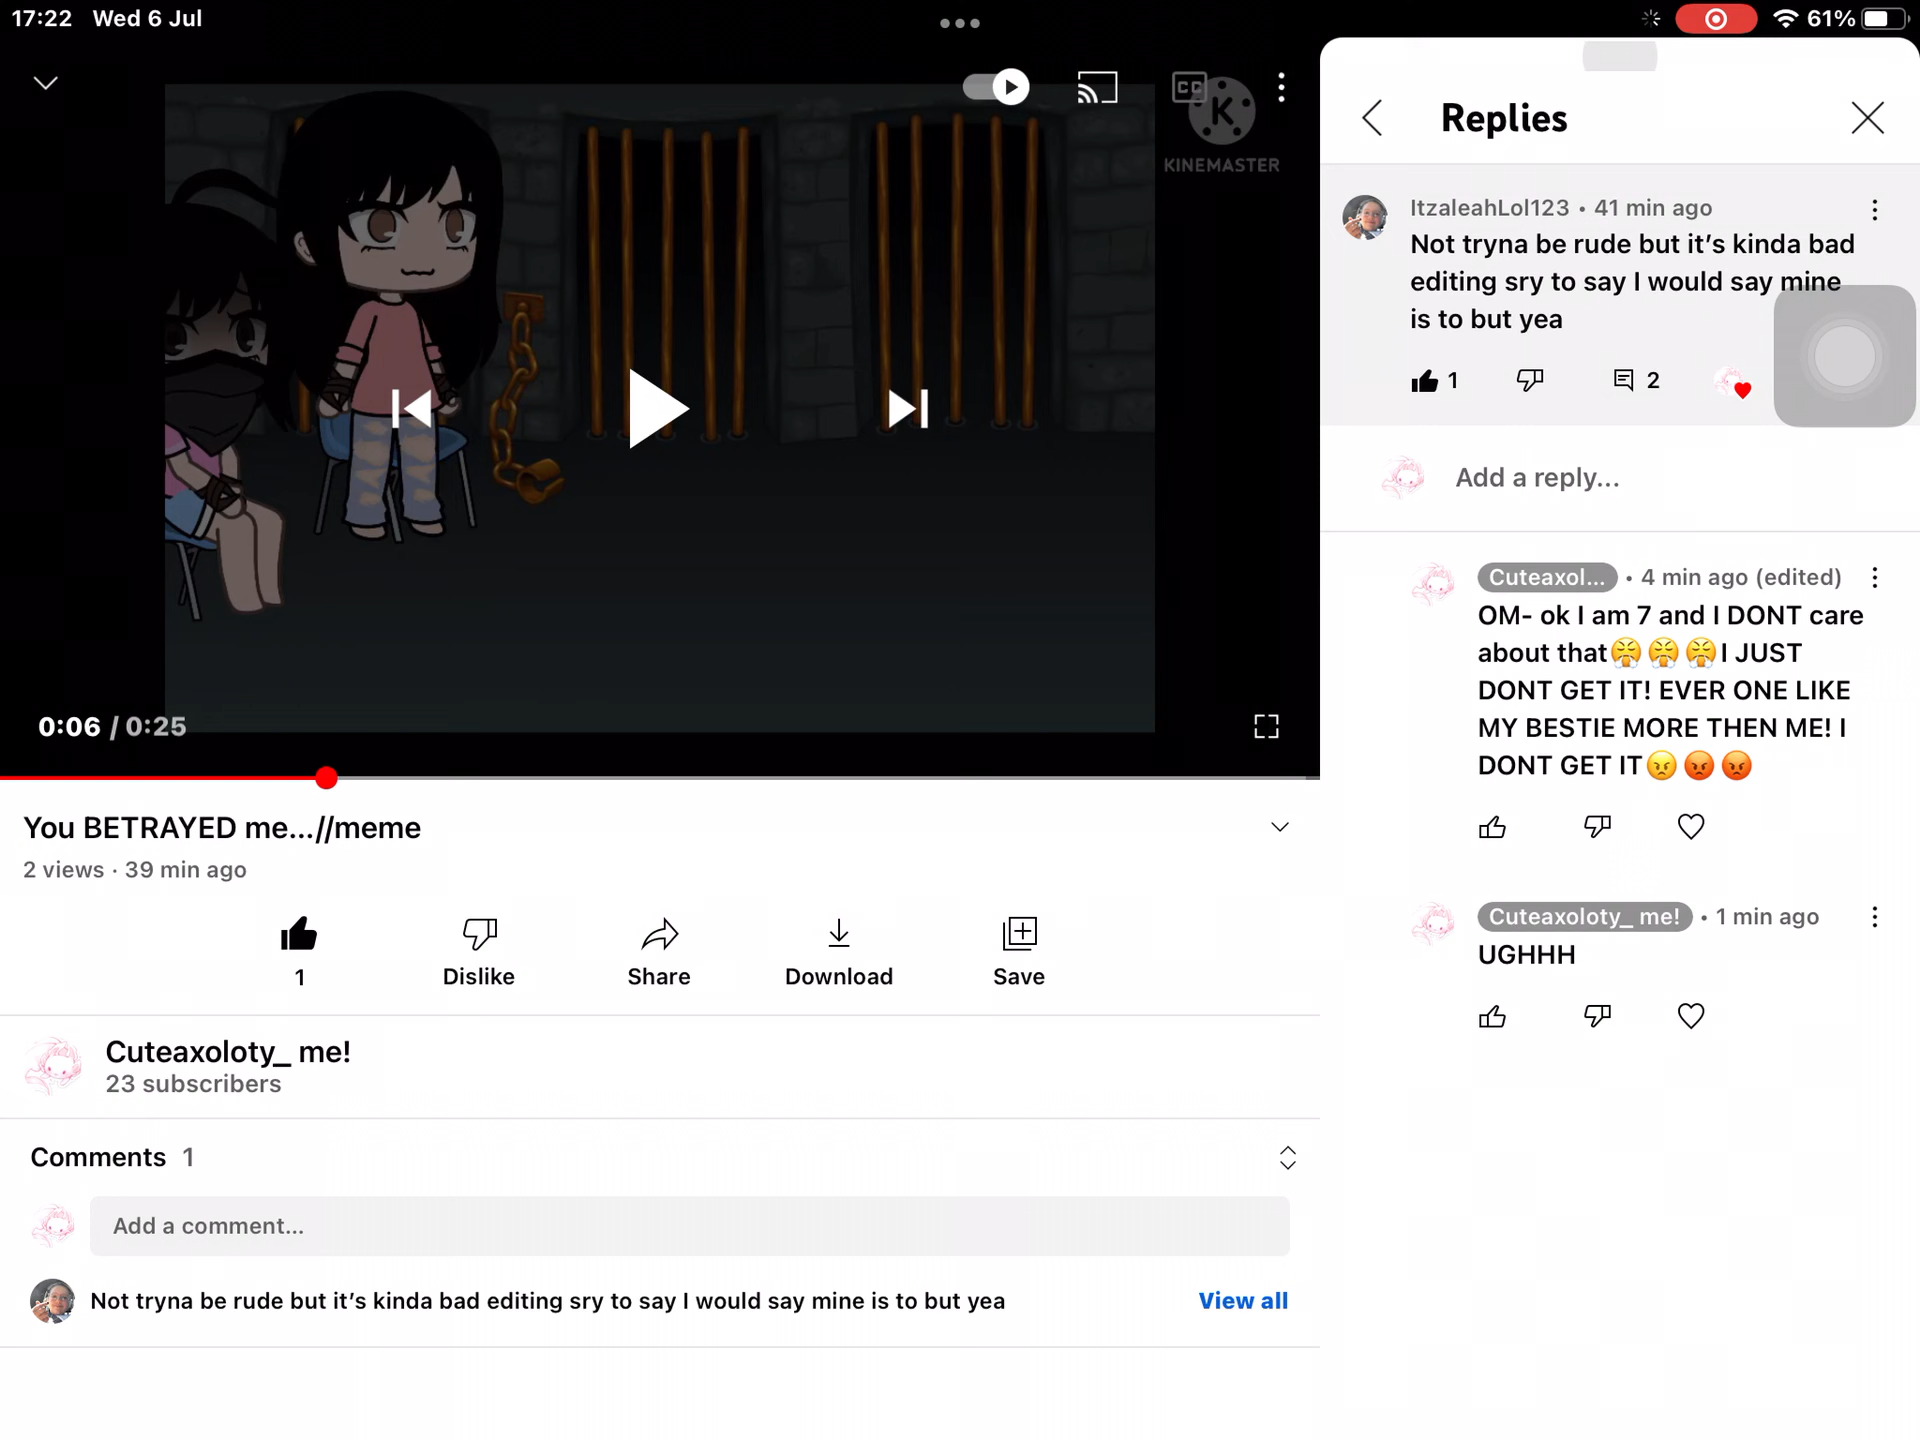 17:22 Wed 6 Jul
61%
CC
K
KINEMASTER
0:06 / 0:25
You BETRAYED me...//meme
2 views · 39 min ago
1
Dislike
Share
Download
Save
Cuteaxoloty_ me!
23 subscribers
Comments 1
Add a comment...
Not tryna be rude but it’s kinda bad editing sry to say I would say mine is to but yea
View all
Replies
ItzaleahLol123 • 41 min ago
Not tryna be rude but it’s kinda bad
editing sry to say I would say mine
is to but yea
1
2
Add a reply...
Cuteaxol... • 4 min ago (edited)
OM- ok I am 7 and I DONT care
about that😤😤😤I JUST
DONT GET IT! EVER ONE LIKE
MY BESTIE MORE THEN ME! I
DONT GET IT😠😡😡
Cuteaxoloty_ me! • 1 min ago
UGHHH